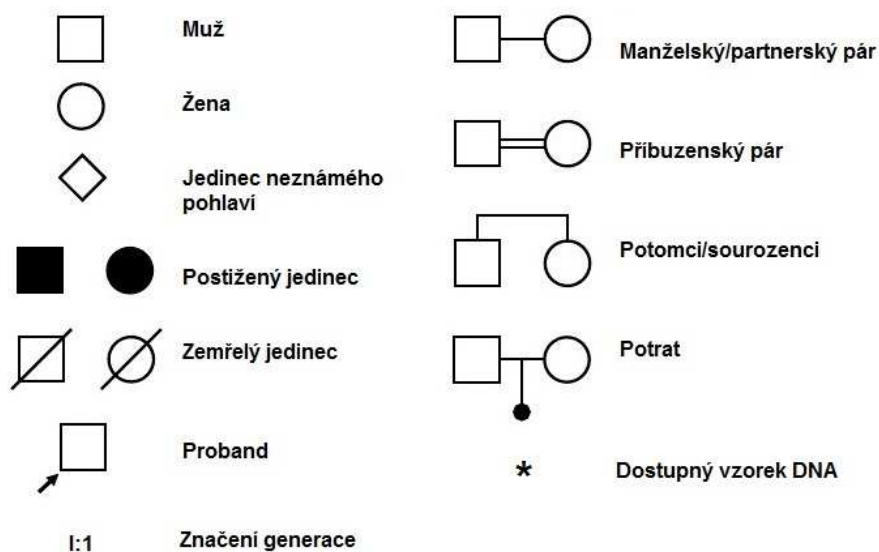 Muž
Žena
Jedinec neznámého
pohlaví
Postižený jedinec
Zemřelý jedinec
Proband
I:1
Značení generace
Manželský/partnerský pár
Příbuzenský pár
Potomci/sourozenci
Potrat
*
Dostupný vzorek DNA